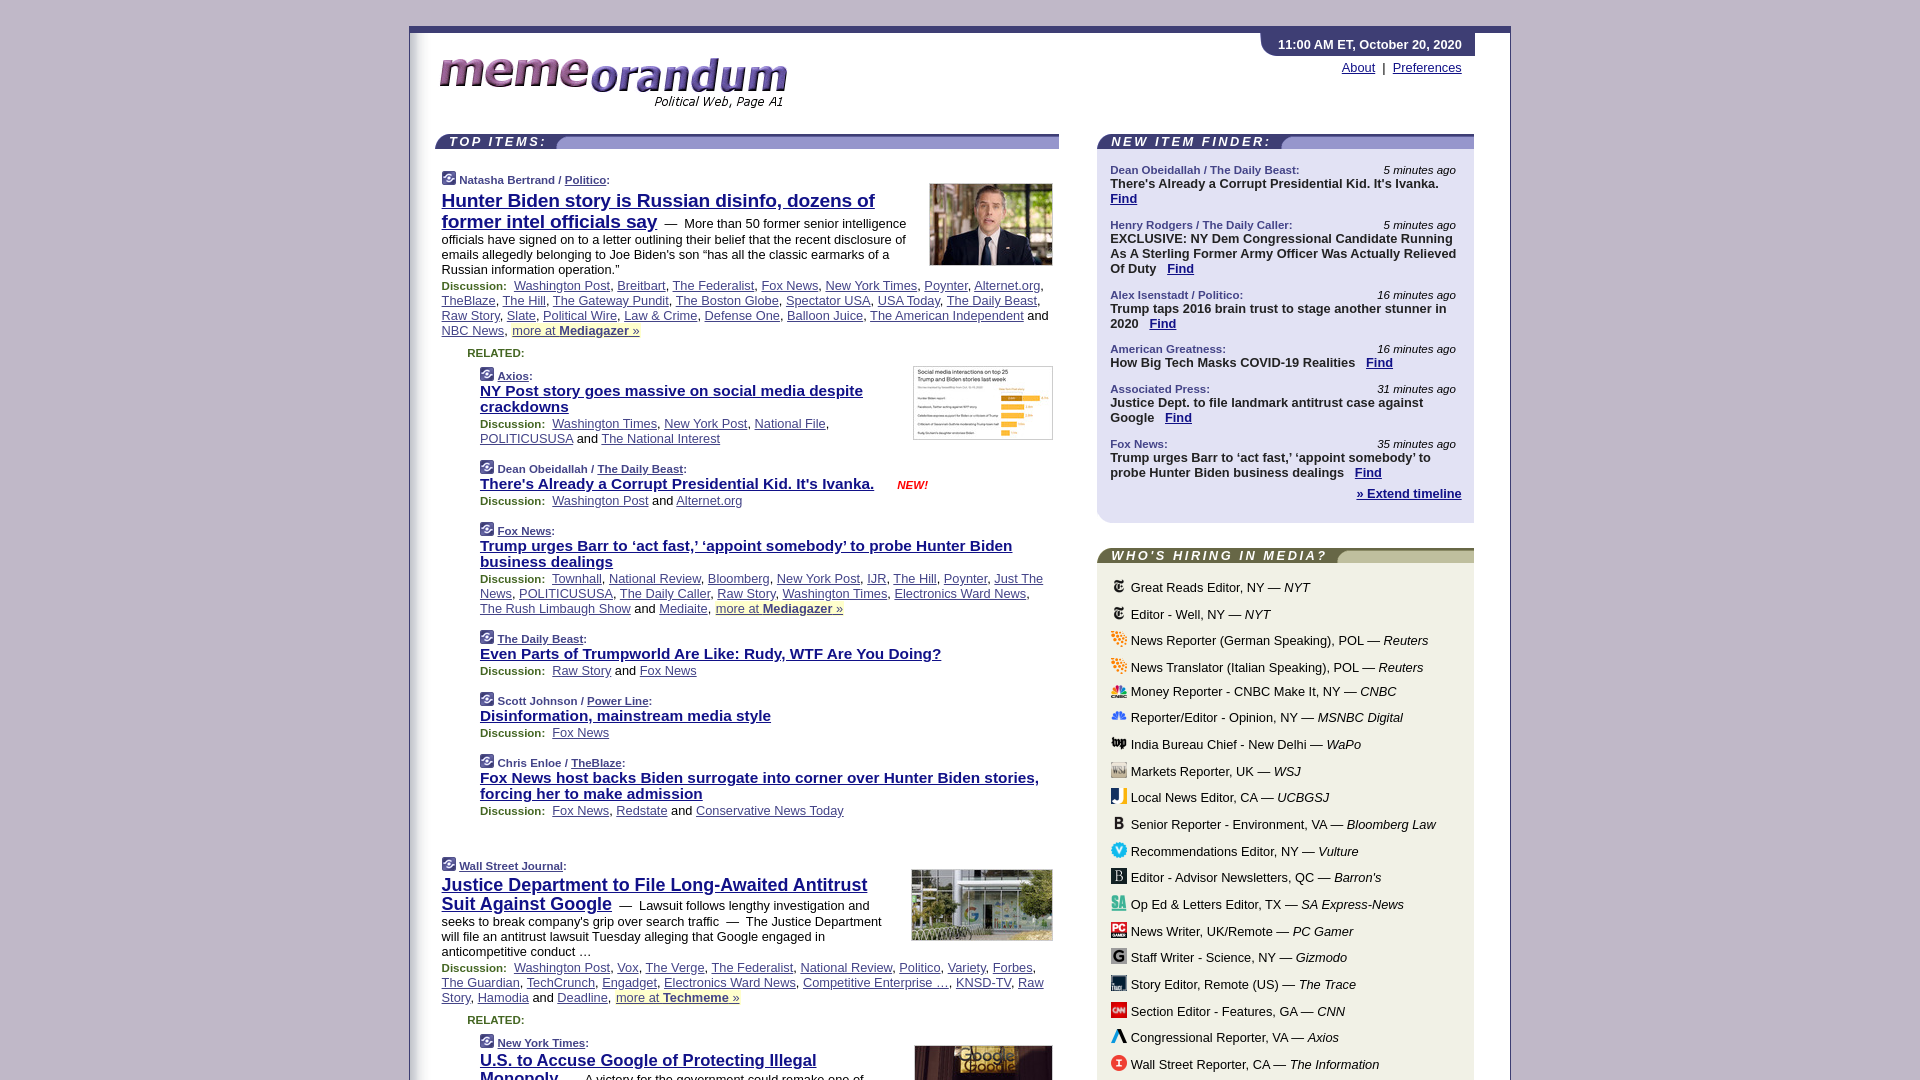 11:00 AM ET, October 20, 2020
About | Preferences
memeorandum
Political Web, Page A1
TOP ITEMS:
Natasha Bertrand / Politico:
Hunter Biden story is Russian disinfo, dozens of
former intel officials say — More than 50 former senior intelligence
officials have signed on to a letter outlining their belief that the recent disclosure of
emails allegedly belonging to Joe Biden's son “has all the classic earmarks of a
Russian information operation.”
Discussion: Washington Post, Breitbart, The Federalist, Fox News, New York Times, Poynter, Alternet.org,
TheBlaze, The Hill, The Gateway Pundit, The Boston Globe, Spectator USA, USA Today, The Daily Beast,
Raw Story, Slate, Political Wire, Law & Crime, Defense One, Balloon Juice, The American Independent and
NBC News, more at Mediagazer »
RELATED:
Axios:
NY Post story goes massive on social media despite
crackdowns
Discussion: Washington Times, New York Post, National File,
POLITICUSUSA and The National Interest
Social media interactions on top 25
Trump and Biden stories last week
Dean Obeidallah / The Daily Beast:
There's Already a Corrupt Presidential Kid. It's Ivanka. NEW!
Discussion: Washington Post and Alternet.org
Fox News:
Trump urges Barr to ‘act fast,’ ‘appoint somebody’ to probe Hunter Biden
business dealings
Discussion: Townhall, National Review, Bloomberg, New York Post, IJR, The Hill, Poynter, Just The
News, POLITICUSUSA, The Daily Caller, Raw Story, Washington Times, Electronics Ward News,
The Rush Limbaugh Show and Mediaite, more at Mediagazer »
The Daily Beast:
Even Parts of Trumpworld Are Like: Rudy, WTF Are You Doing?
Discussion: Raw Story and Fox News
Scott Johnson / Power Line:
Disinformation, mainstream media style
Discussion: Fox News
Chris Enloe / TheBlaze:
Fox News host backs Biden surrogate into corner over Hunter Biden stories,
forcing her to make admission
Discussion: Fox News, Redstate and Conservative News Today
Wall Street Journal:
Justice Department to File Long-Awaited Antitrust
Suit Against Google — Lawsuit follows lengthy investigation and
seeks to break company's grip over search traffic — The Justice Department
will file an antitrust lawsuit Tuesday alleging that Google engaged in
anticompetitive conduct …
Discussion: Washington Post, Vox, The Verge, The Federalist, National Review, Politico, Variety, Forbes,
The Guardian, TechCrunch, Engadget, Electronics Ward News, Competitive Enterprise …, KNSD-TV, Raw
Story, Hamodia and Deadline, more at Techmeme »
RELATED:
New York Times:
U.S. to Accuse Google of Protecting Illegal
Monopoly — A victory for the government could remake one of
Google
Google
NEW ITEM FINDER:
Dean Obeidallah / The Daily Beast: 5 minutes ago
There's Already a Corrupt Presidential Kid. It's Ivanka.
Find
Henry Rodgers / The Daily Caller: 5 minutes ago
EXCLUSIVE: NY Dem Congressional Candidate Running
As A Sterling Former Army Officer Was Actually Relieved
Of Duty Find
Alex Isenstadt / Politico: 16 minutes ago
Trump taps 2016 brain trust to stage another stunner in
2020 Find
American Greatness: 16 minutes ago
How Big Tech Masks COVID-19 Realities Find
Associated Press: 31 minutes ago
Justice Dept. to file landmark antitrust case against
Google Find
Fox News: 35 minutes ago
Trump urges Barr to ‘act fast,’ ‘appoint somebody’ to
probe Hunter Biden business dealings Find
» Extend timeline
WHO'S HIRING IN MEDIA?
Great Reads Editor, NY — NYT
Editor - Well, NY — NYT
News Reporter (German Speaking), POL — Reuters
News Translator (Italian Speaking), POL — Reuters
Money Reporter - CNBC Make It, NY — CNBC
Reporter/Editor - Opinion, NY — MSNBC Digital
India Bureau Chief - New Delhi — WaPo
Markets Reporter, UK — WSJ
Local News Editor, CA — UCBGSJ
Senior Reporter - Environment, VA — Bloomberg Law
Recommendations Editor, NY — Vulture
Editor - Advisor Newsletters, QC — Barron's
Op Ed & Letters Editor, TX — SA Express-News
News Writer, UK/Remote — PC Gamer
Staff Writer - Science, NY — Gizmodo
Story Editor, Remote (US) — The Trace
Section Editor - Features, GA — CNN
Congressional Reporter, VA — Axios
Wall Street Reporter, CA — The Information